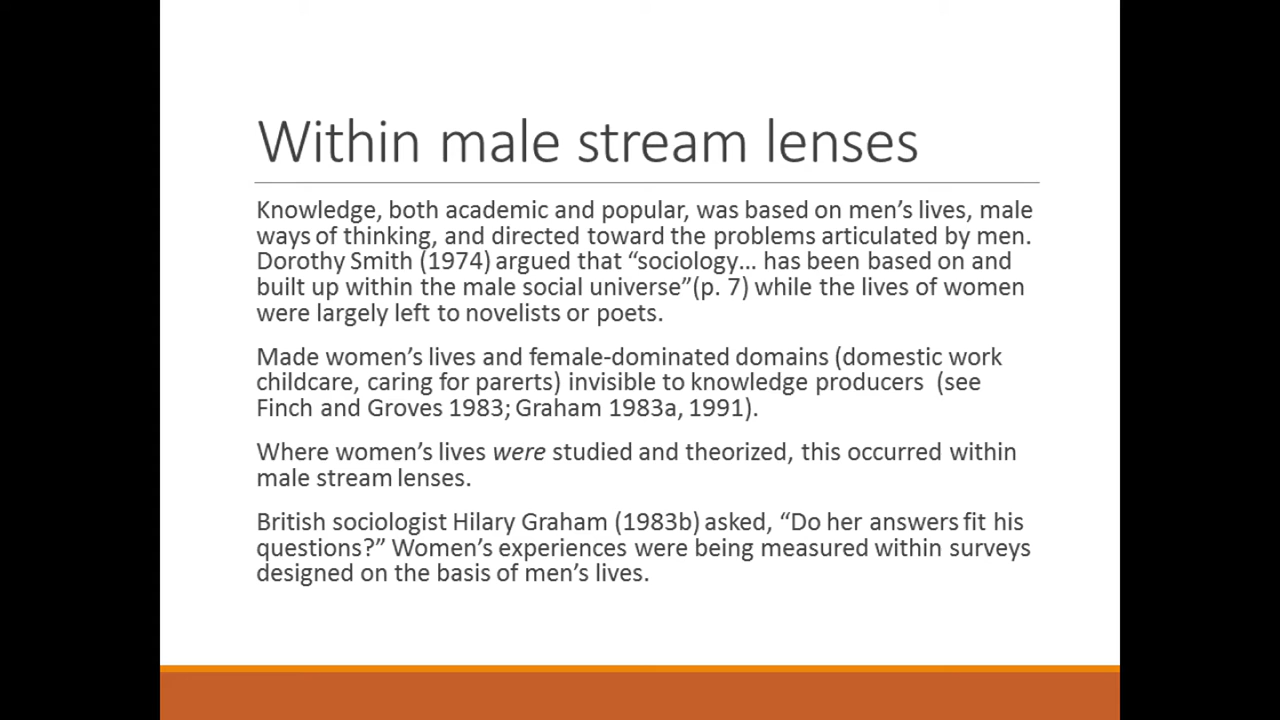 Within male stream lenses
Knowledge, both academic and popular, was based on men’s lives, male
ways of thinking, and directed toward the problems articulated by men.
Dorothy Smith (1974) argued that “sociology… has been based on and
built up within the male social universe”(p. 7) while the lives of women
were largely left to novelists or poets.
Made women’s lives and female-dominated domains (domestic work
childcare, caring for parerts) invisible to knowledge producers  (see
Finch and Groves 1983; Graham 1983a, 1991).
Where women’s lives were studied and theorized, this occurred within
male stream lenses.
British sociologist Hilary Graham (1983b) asked, “Do her answers fit his
questions?” Women’s experiences were being measured within surveys
designed on the basis of men’s lives.